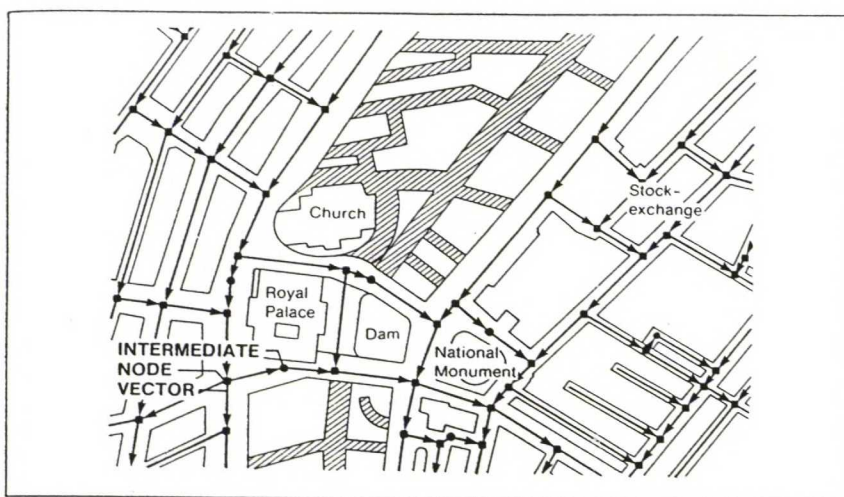 Church
Stock-
exchange
Royal
Palace
Dam
National
Monument
INTERMEDIATE
NODE
VECTOR